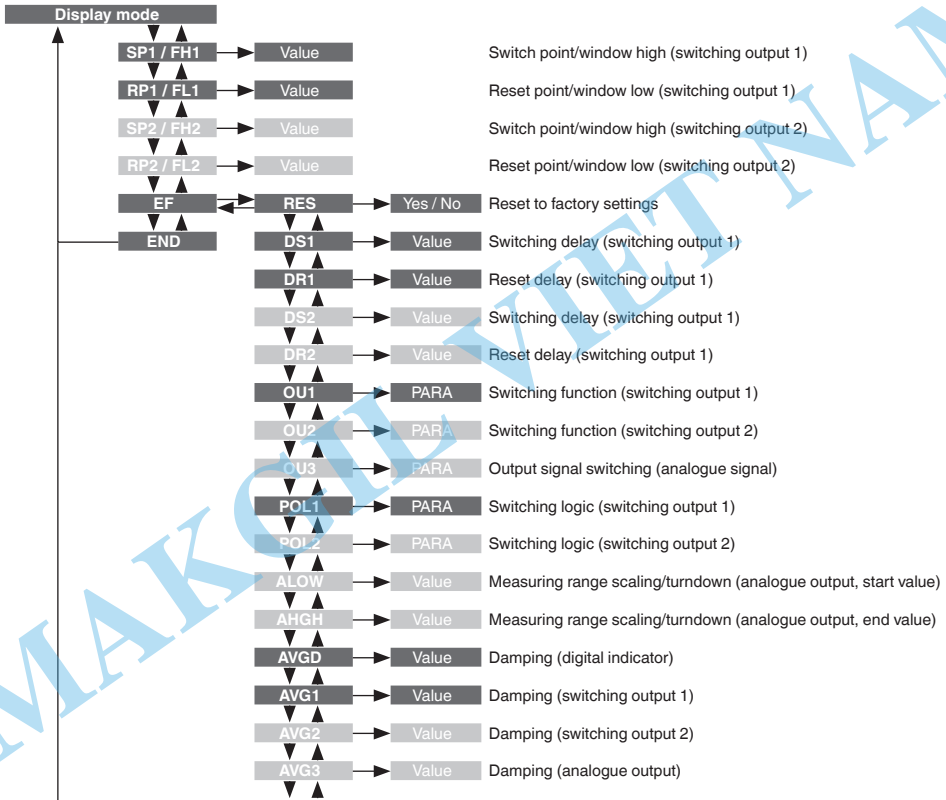 Display mode
SP1 / FH1 Value Switch point/window high (switching output 1)
RP1 / FL1 Value Reset point/window low (switching output 1)
SP2 / FH2 Value Switch point/window high (switching output 2)
RP2 / FL2 Value Reset point/window low (switching output 2)
EF RES Yes / No Reset to factory settings
END DS1 Value Switching delay (switching output 1)
DR1 Value Reset delay (switching output 1)
DS2 Value Switching delay (switching output 1)
DR2 Value Reset delay (switching output 1)
OU1 PARA Switching function (switching output 1)
OU2 PARA Switching function (switching output 2)
OU3 PARA Output signal switching (analogue signal)
POL1 PARA Switching logic (switching output 1)
POL2 PARA Switching logic (switching output 2)
ALOW Value Measuring range scaling/turndown (analogue output, start value)
AHGH Value Measuring range scaling/turndown (analogue output, end value)
AVGD Value Damping (digital indicator)
AVG1 Value Damping (switching output 1)
AVG2 Value Damping (switching output 2)
AVG3 Value Damping (analogue output)
MAKGIL VIET NAM